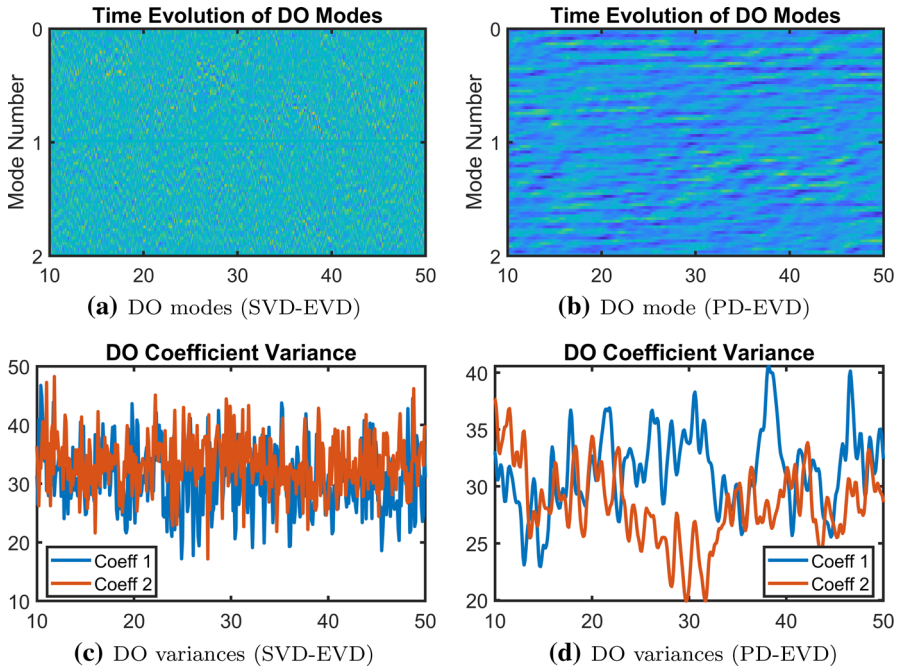 Time Evolution of DO Modes
Time Evolution of DO Modes
0
0
Mode Number
Mode Number
1
1
2
2
10 20 30 40 50
10 20 30 40 50
(a) DO modes (SVD-EVD)
(b) DO mode (PD-EVD)
DO Coefficient Variance
DO Coefficient Variance
50
40
30
20
10
40
35
30
25
20
Coeff 1
Coeff 2
Coeff 1
Coeff 2
10 20 30 40 50
10 20 30 40 50
(c) DO variances (SVD-EVD)
(d) DO variances (PD-EVD)